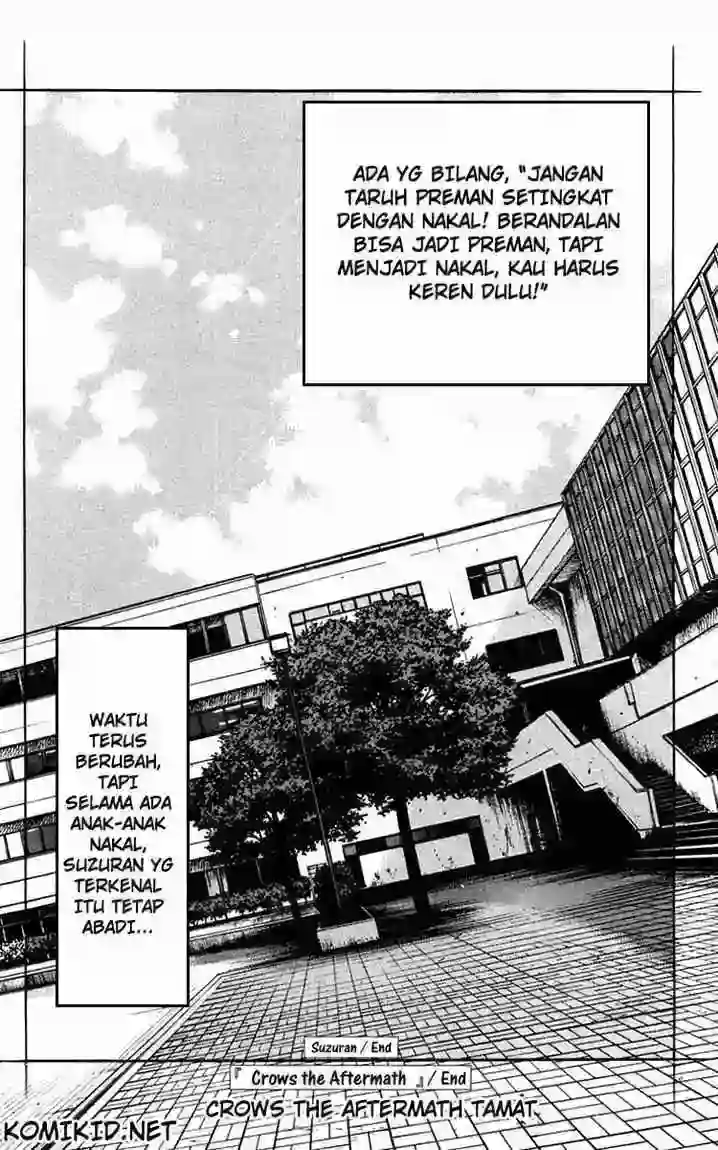 ADA YG BILANG, "JANGAN
TARUH PREMAN SETINGKAT
DENGAN NAKAL! BERANDALAN
BISA JADI PREMAN, TAPI
MENJADI NAKAL, KAU HARUS
KEREN DULU!"
WAKTU
TERUS
BERUBAH,
TAPI
SELAMA ADA
ANAK-ANAK
NAKAL,
SUZURAN YG
TERKENAL
ITU TETAP
ABADI...
Suzuran / End
『 Crows the Aftermath 』/ End
CROWS THE AFTERMATH TAMAT.
KOMIKID.NET